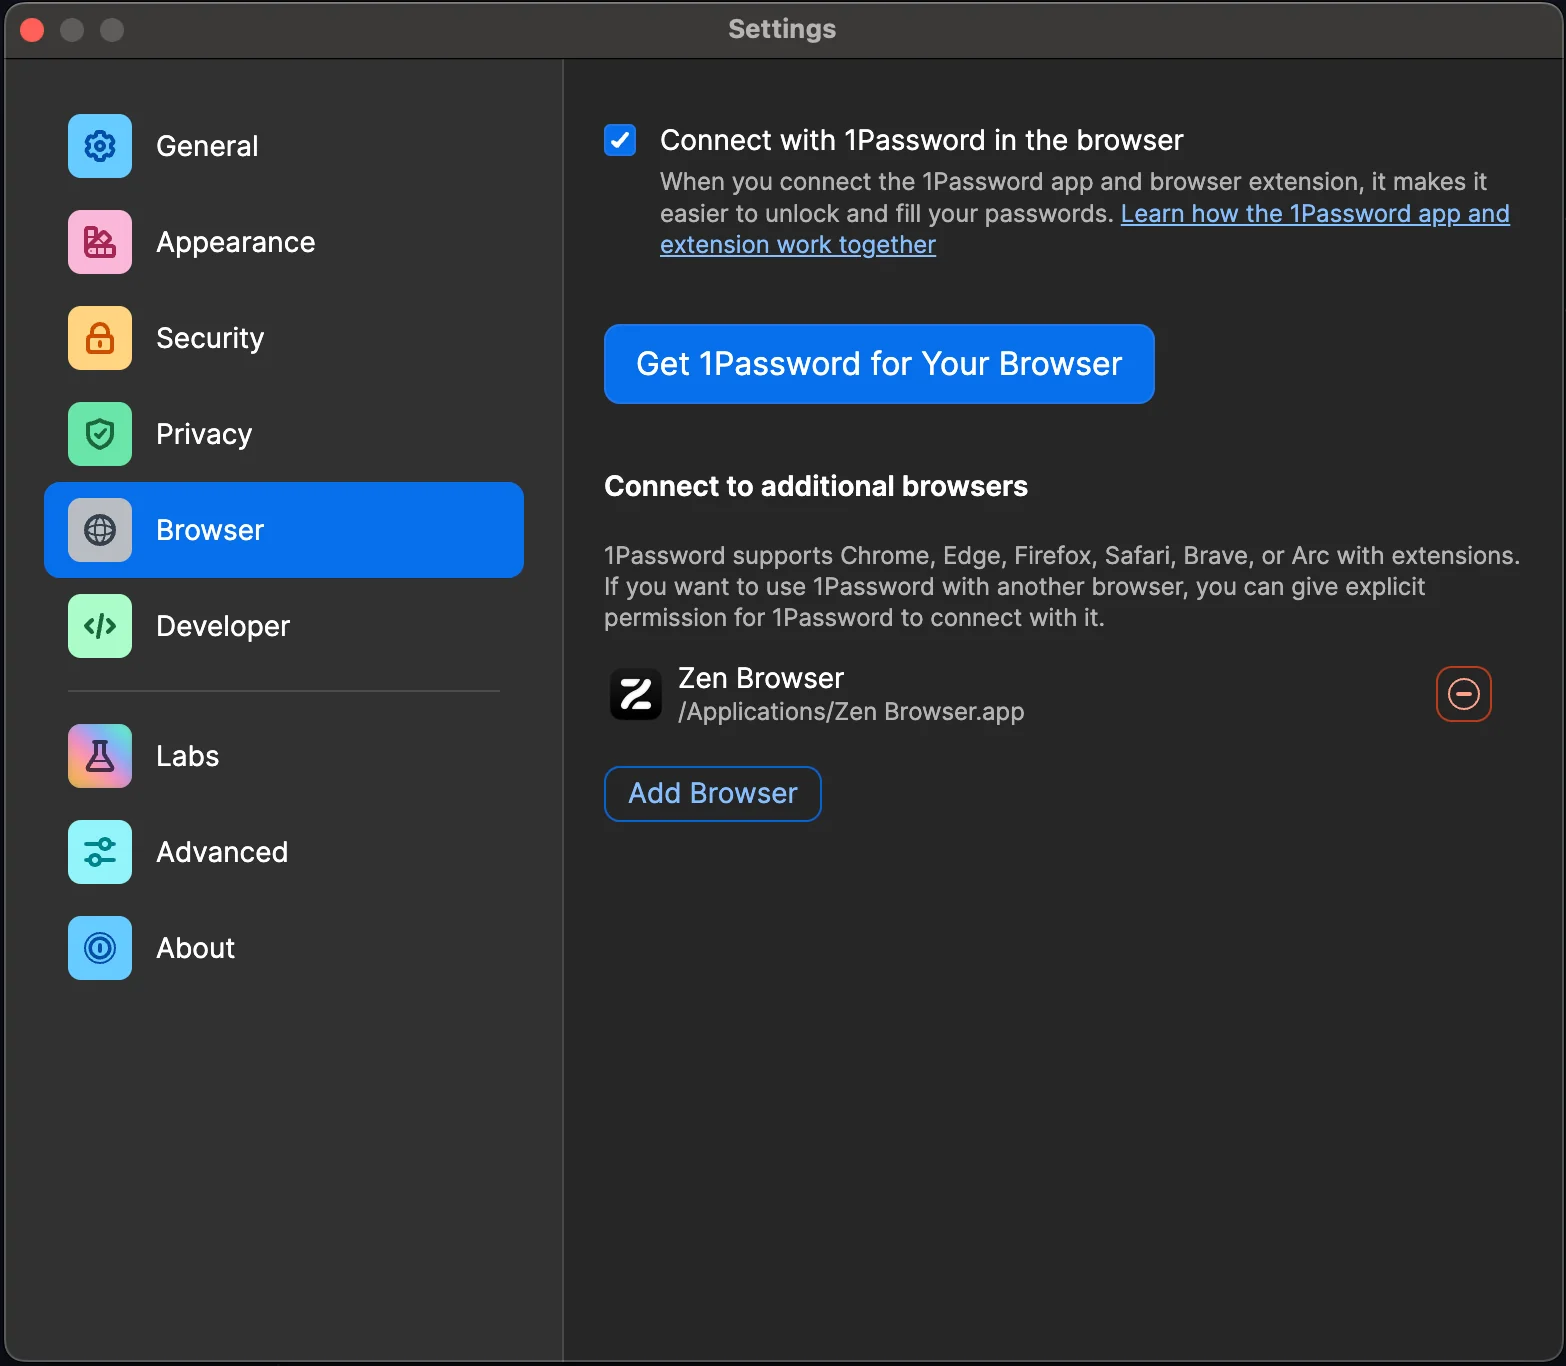 Settings
General
Appearance
Security
Privacy
Browser
Developer
Labs
Advanced
About
Connect with 1Password in the browser
When you connect the 1Password app and browser extension, it makes it
easier to unlock and fill your passwords. Learn how the 1Password app and
extension work together
Get 1Password for Your Browser
Connect to additional browsers
1Password supports Chrome, Edge, Firefox, Safari, Brave, or Arc with extensions.
If you want to use 1Password with another browser, you can give explicit
permission for 1Password to connect with it.
Zen Browser
/Applications/Zen Browser.app
Add Browser